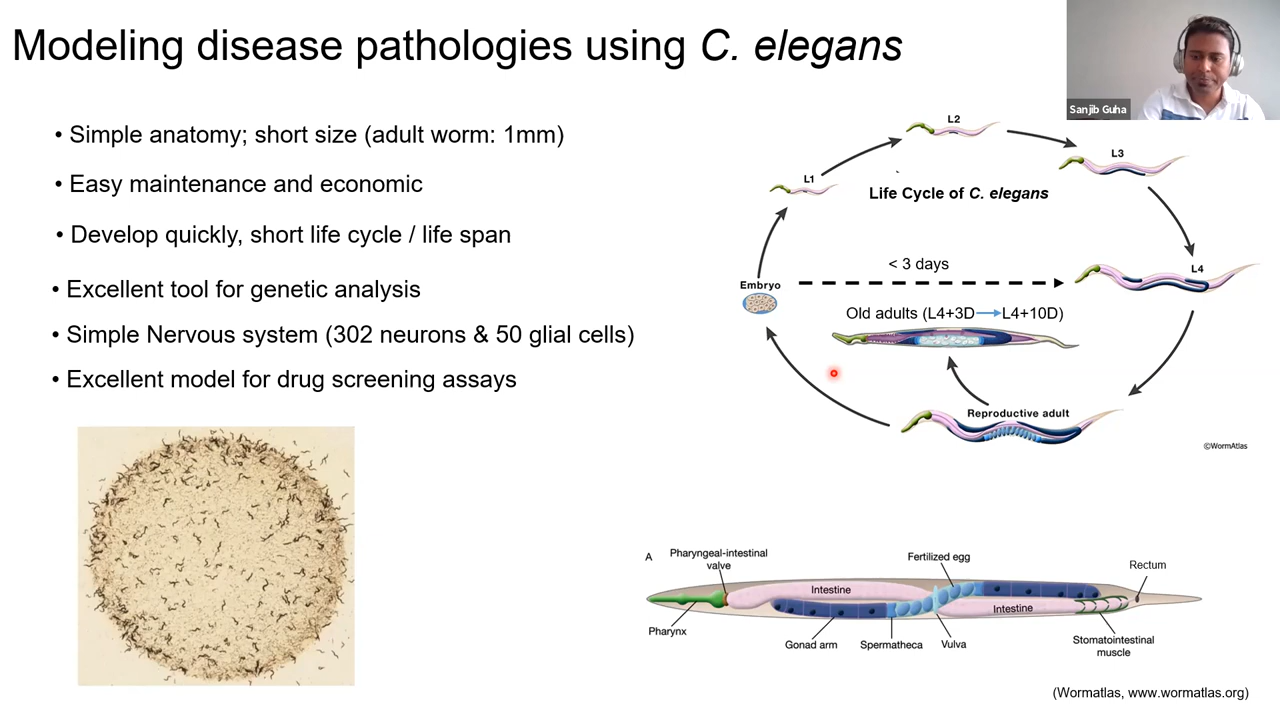 Modeling disease pathologies using C. elegans
Sanjib Guha
• Simple anatomy; short size (adult worm: 1mm)
• Easy maintenance and economic
• Develop quickly, short life cycle / life span
• Excellent tool for genetic analysis
• Simple Nervous system (302 neurons & 50 glial cells)
• Excellent model for drug screening assays
L2
L3
L1
Life Cycle of C. elegans
< 3 days
L4
Embryo
Old adults (L4+3D→L4+10D)
Reproductive adult
©WormAtlas
A
Pharyngeal-intestinal
valve
Fertilized egg
Rectum
Intestine
Intestine
Pharynx
Gonad arm
Spermatheca
Vulva
Stomatointestinal
muscle
(Wormatlas, www.wormatlas.org)